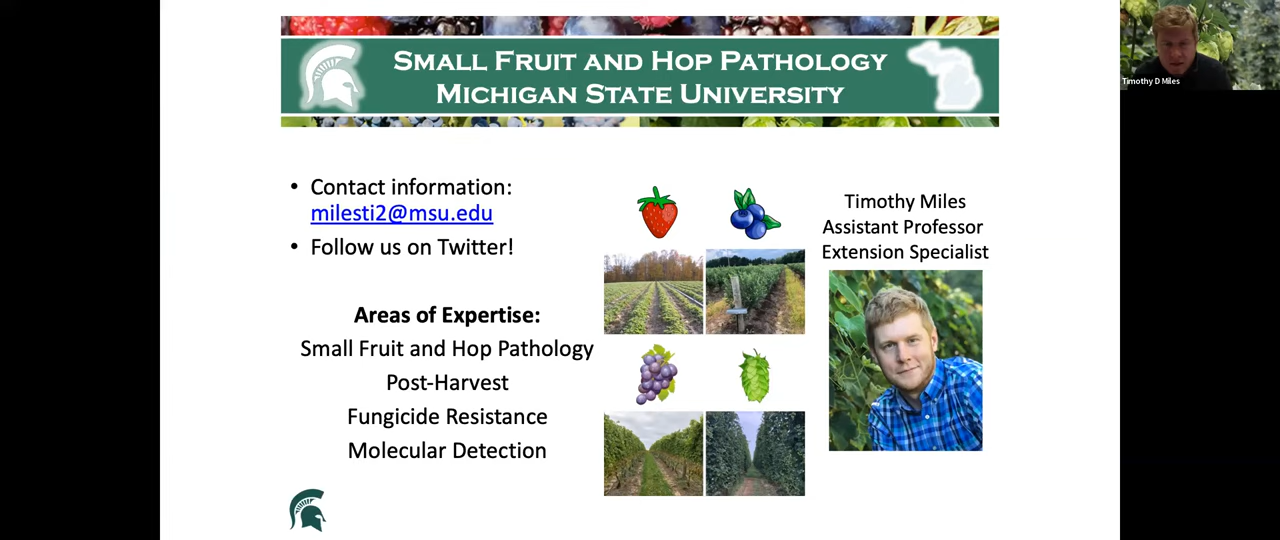 SMALL FRUIT AND HOP PATHOLOGY
MICHIGAN STATE UNIVERSITY
Timothy D Miles
• Contact information:
milesti2@msu.edu
• Follow us on Twitter!
Areas of Expertise:
Small Fruit and Hop Pathology
Post-Harvest
Fungicide Resistance
Molecular Detection
Timothy Miles
Assistant Professor
Extension Specialist